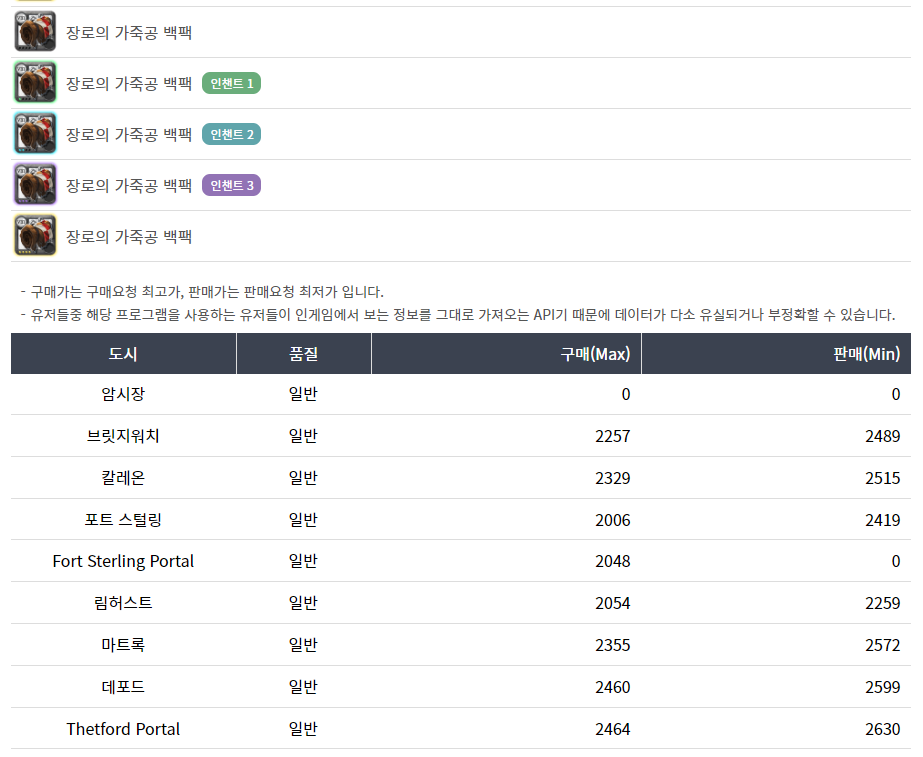 장로의 가죽공 백팩
장로의 가죽공 백팩 인챈트 1
장로의 가죽공 백팩 인챈트 2
장로의 가죽공 백팩 인챈트 3
장로의 가죽공 백팩
- 구매가는 구매요청 최고가, 판매가는 판매요청 최저가 입니다.
- 유저들중 해당 프로그램을 사용하는 유저들이 인게임에서 보는 정보를 그대로 가져오는 API기 때문에 데이터가 다소 유실되거나 부정확할 수 있습니다.
도시 품질 구매(Max) 판매(Min)
암시장 일반 0 0
브릿지워치 일반 2257 2489
칼레온 일반 2329 2515
포트 스털링 일반 2006 2419
Fort Sterling Portal 일반 2048 0
림허스트 일반 2054 2259
마트록 일반 2355 2572
데포드 일반 2460 2599
Thetford Portal 일반 2464 2630